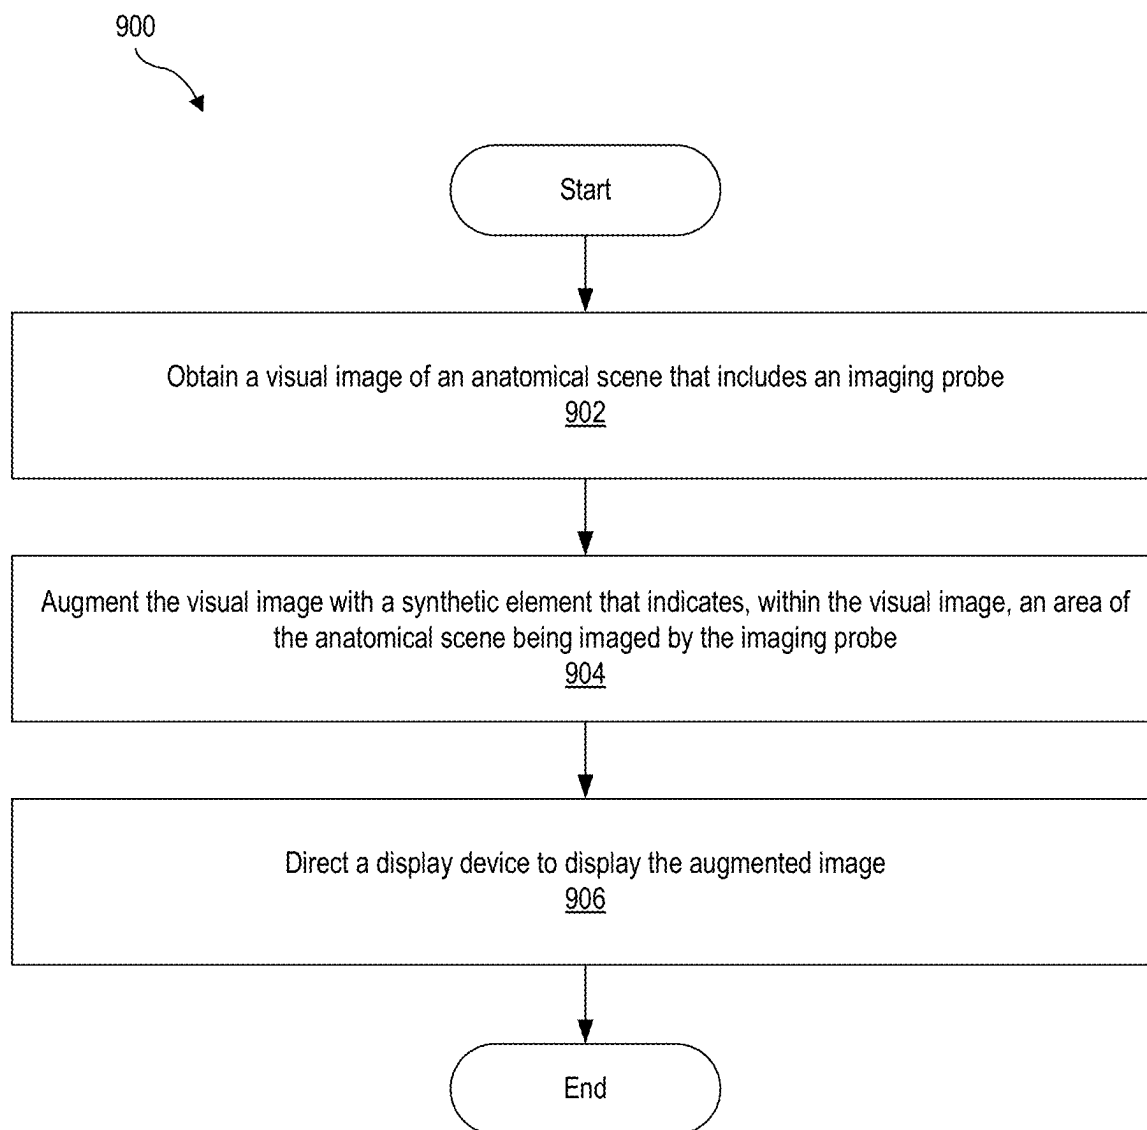 900
Start
Obtain a visual image of an anatomical scene that includes an imaging probe
902
Augment the visual image with a synthetic element that indicates, within the visual image, an area of
the anatomical scene being imaged by the imaging probe
904
Direct a display device to display the augmented image
906
End